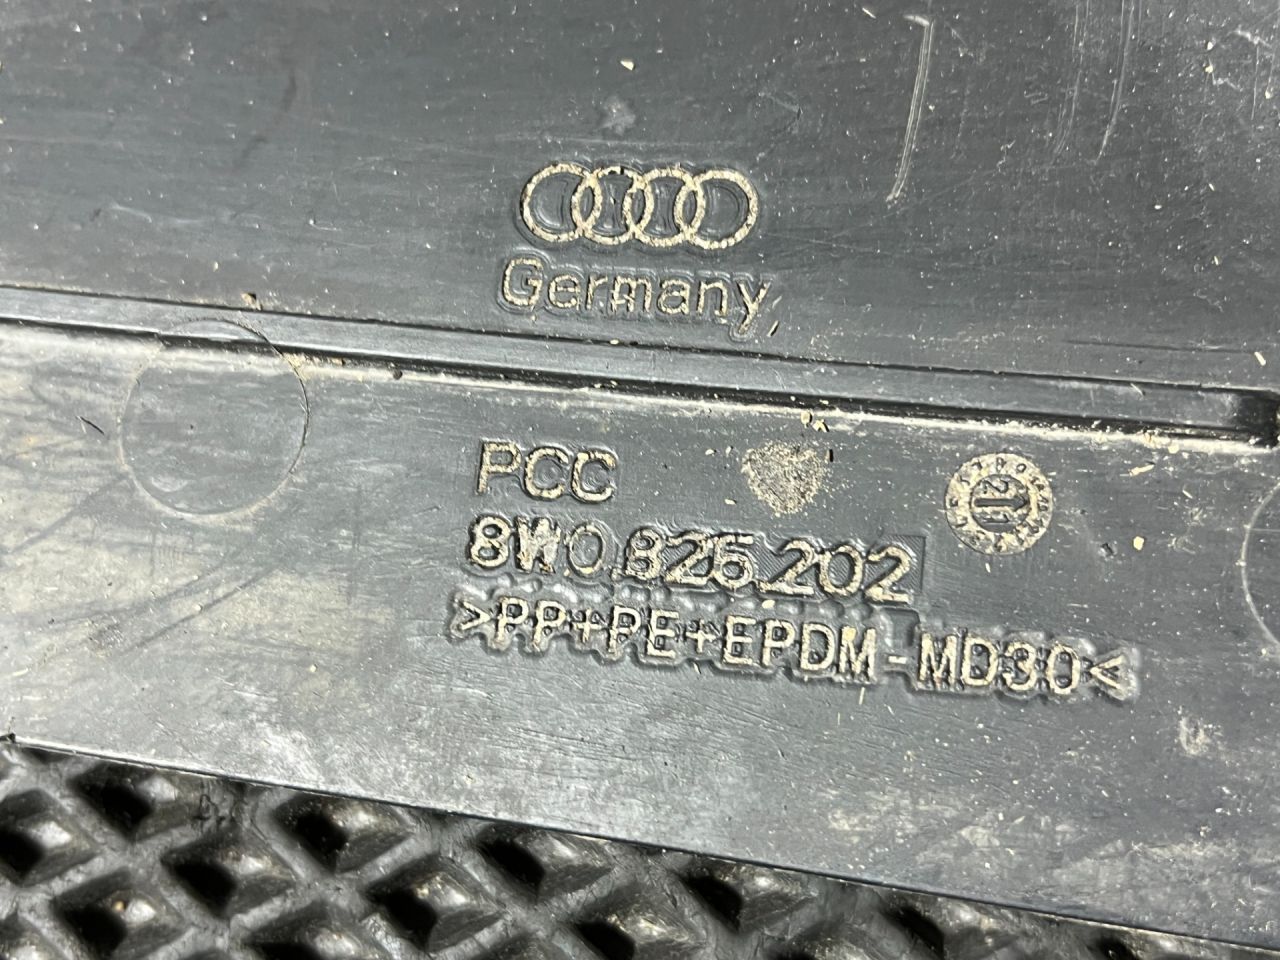 Germany
PCC
8W0.825.202
>PP+PE+EPDM-MD30<